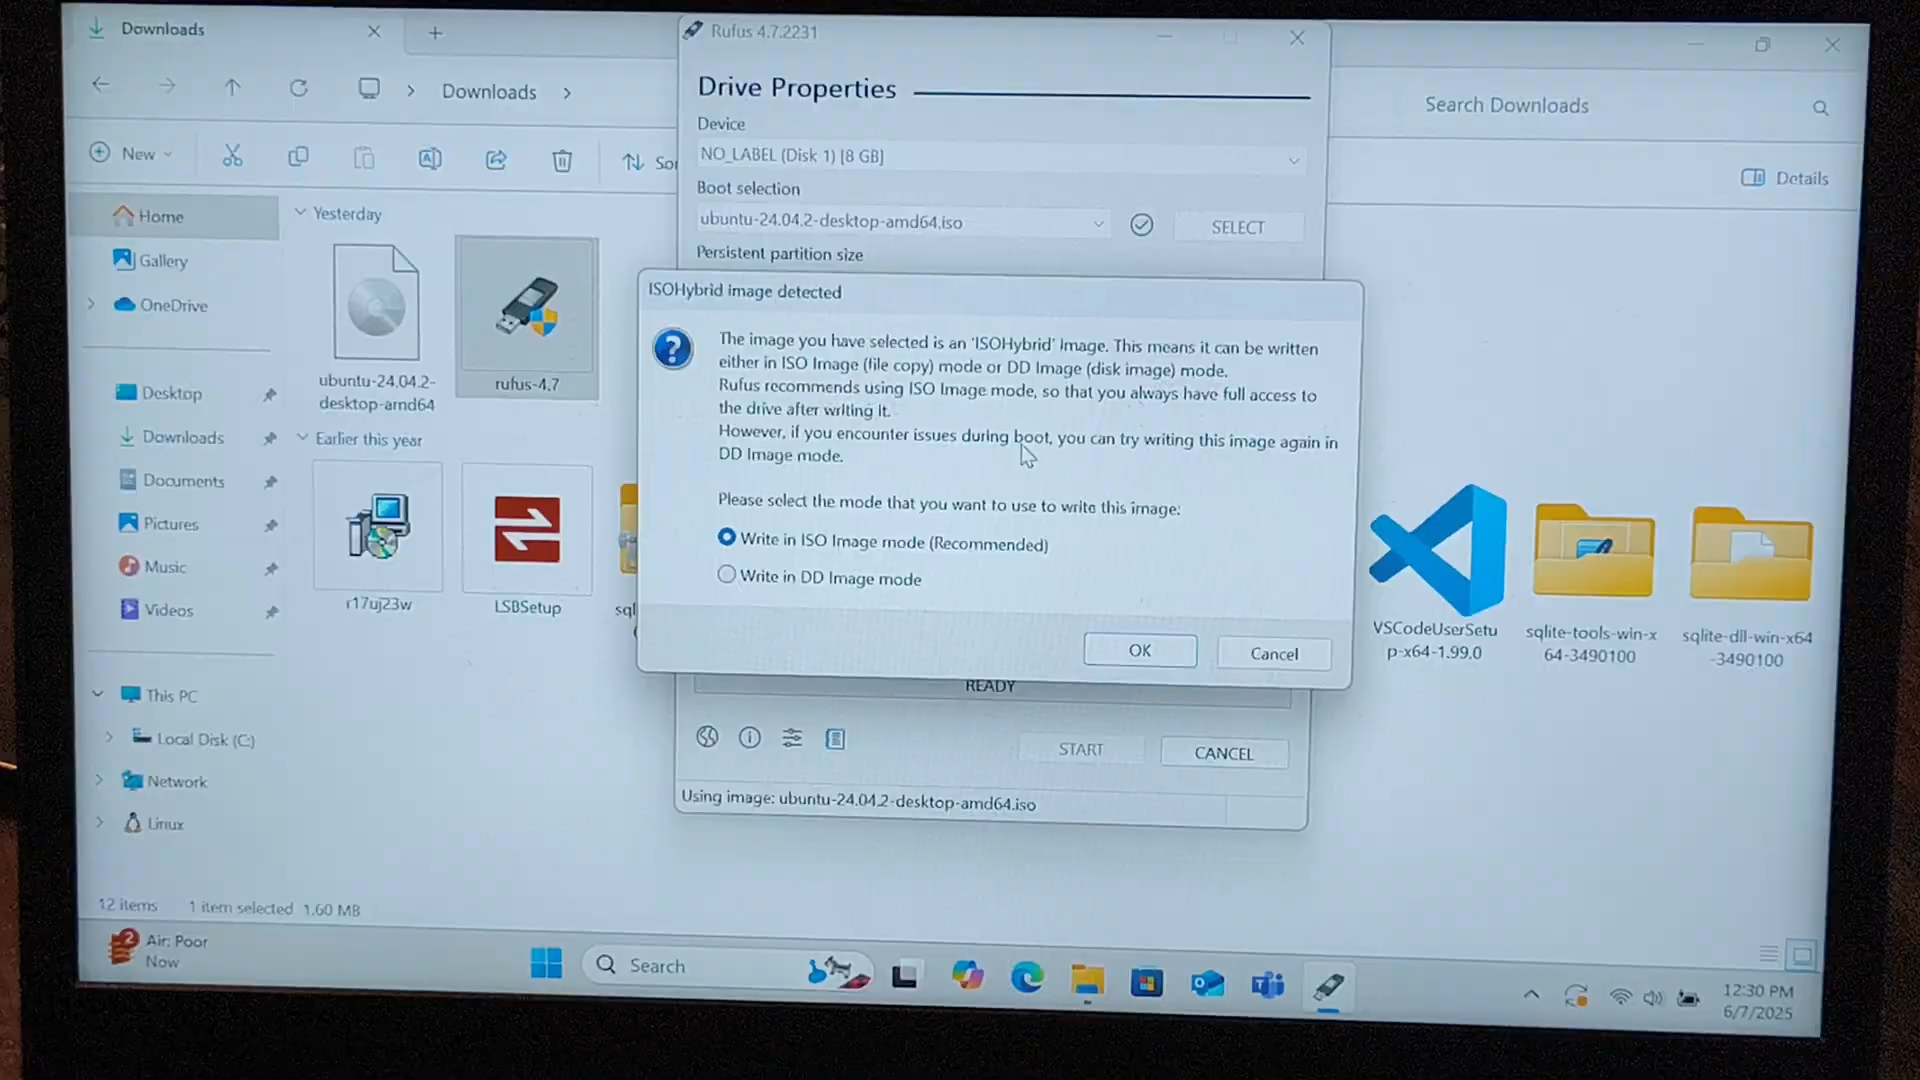 Downloads
Rufus 4.7.2231
Downloads
Search Downloads
New
Sor
Details
Drive Properties
Device
NO_LABEL (Disk 1) [8 GB]
Boot selection
ubuntu-24.04.2-desktop-amd64.iso
SELECT
Persistent partition size
Home
Gallery
OneDrive
Desktop
Downloads
Documents
Pictures
Music
Videos
This PC
Local Disk (C:)
Network
Linux
Yesterday
ubuntu-24.04.2-
desktop-amd64
rufus-4.7
Earlier this year
r17uj23w
LSBSetup
sql
VSCodeUserSetu
p-x64-1.99.0
sqlite-tools-win-x
64-3490100
sqlite-dll-win-x64
-3490100
ISOHybrid image detected
The image you have selected is an 'ISOHybrid' image. This means it can be written
either in ISO Image (file copy) mode or DD Image (disk image) mode.
Rufus recommends using ISO Image mode, so that you always have full access to
the drive after writing it.
However, if you encounter issues during boot, you can try writing this image again in
DD Image mode.
Please select the mode that you want to use to write this image:
Write in ISO Image mode (Recommended)
Write in DD Image mode
OK
Cancel
READY
START
CANCEL
Using image: ubuntu-24.04.2-desktop-amd64.iso
12 items
1 item selected 1.60 MB
2
Air: Poor
Now
Search
12:30 PM
6/7/2025